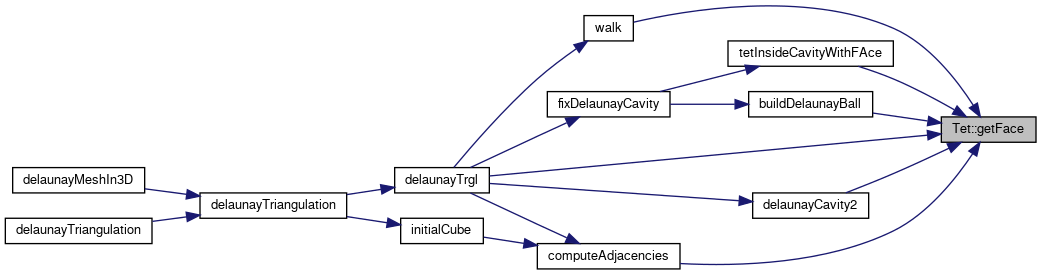 walk
tetInsideCavityWithFAce
fixDelaunayCavity
buildDelaunayBall
Tet::getFace
delaunayMeshIn3D
delaunayTrgl
delaunayTriangulation
delaunayCavity2
delaunayTriangulation
initialCube
computeAdjacencies